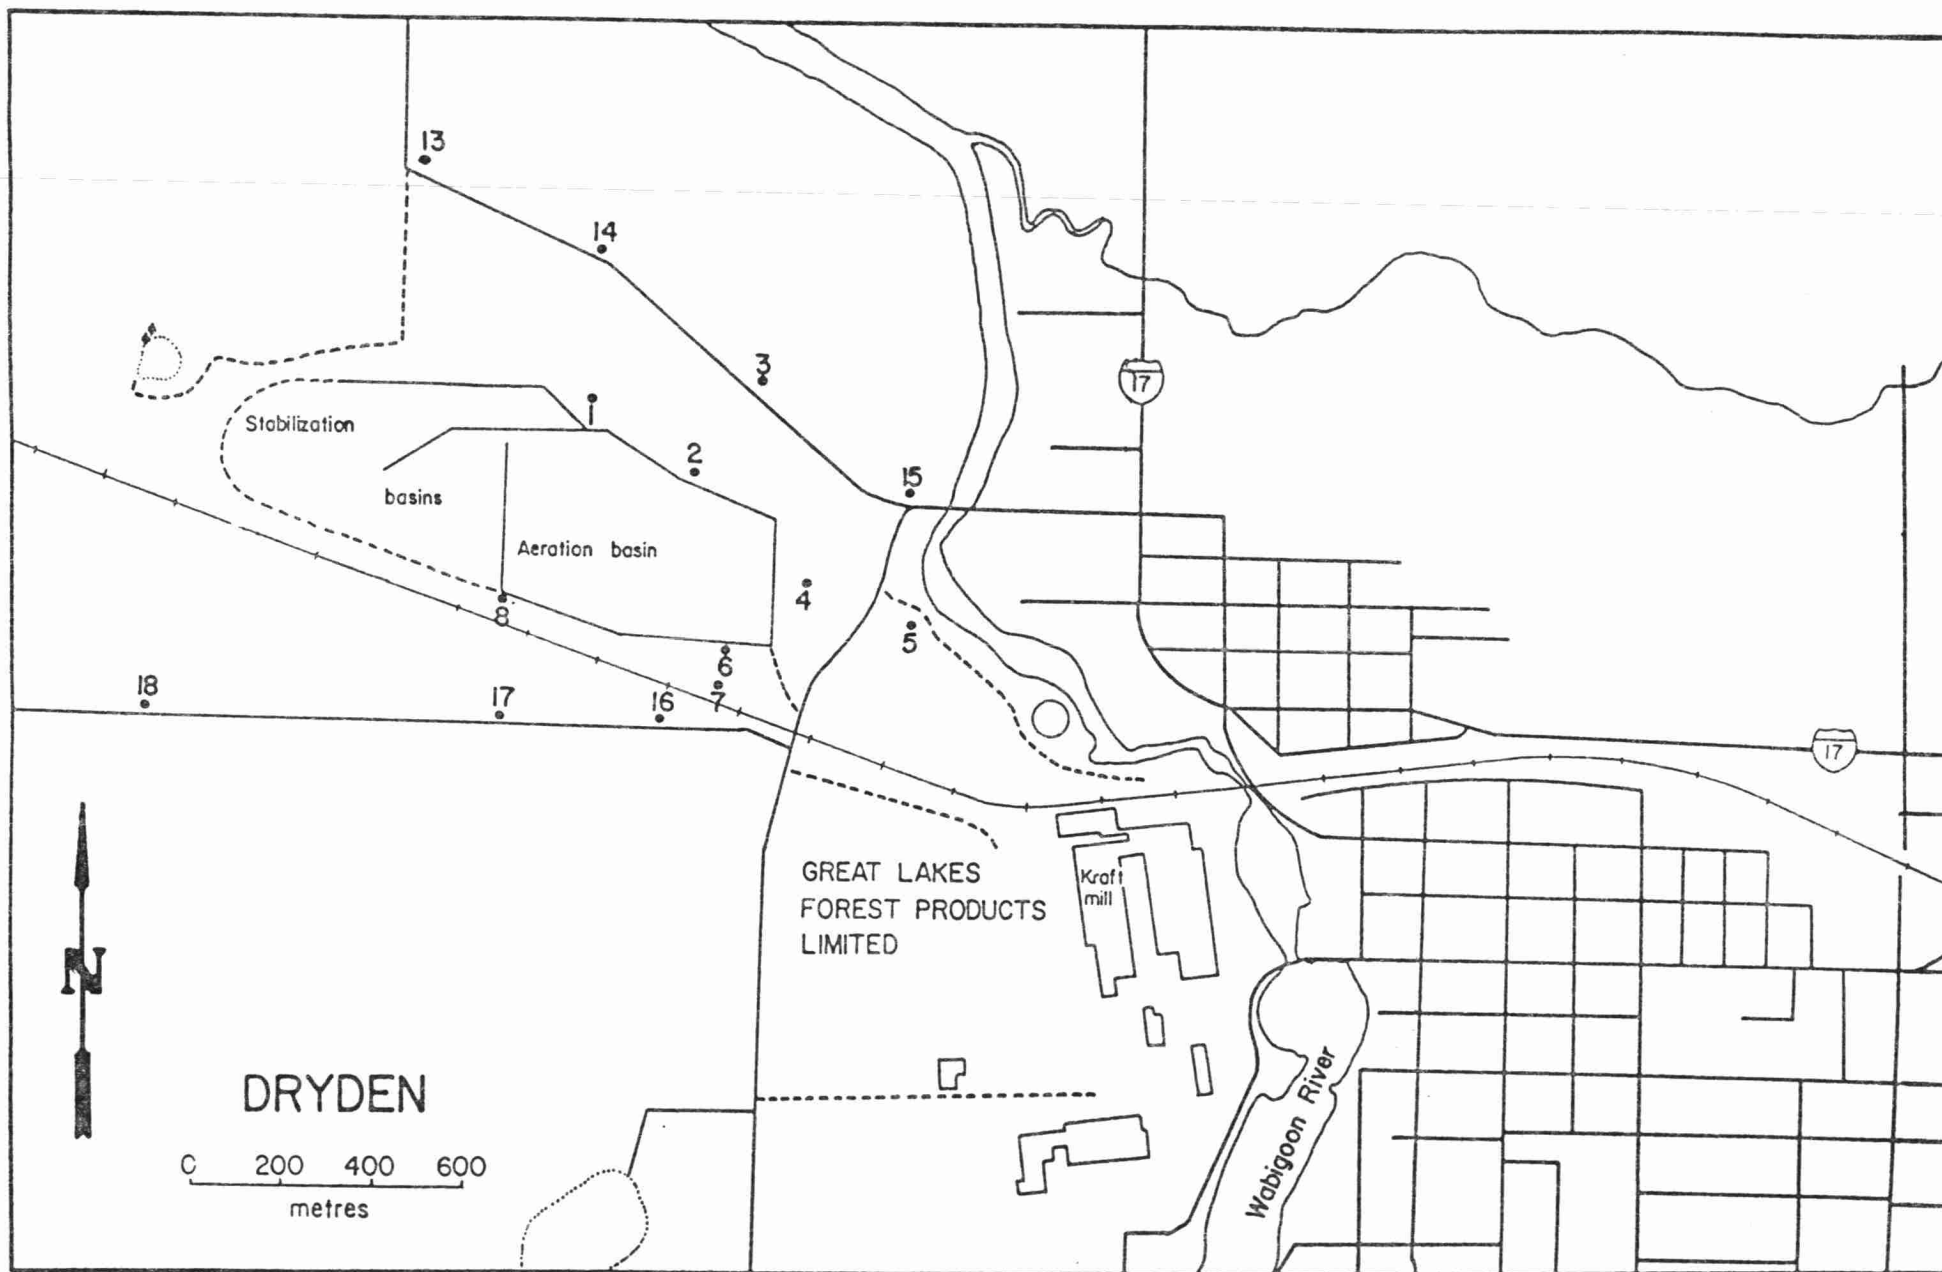 13
14
3
17
Stabilization
1
2
basins
15
Aeration basin
4
8
5
6
7
18
17
16
17
GREAT LAKES
FOREST PRODUCTS
LIMITED
Kraft
mill
N
DRYDEN
0 200 400 600
metres
Wabigoon River